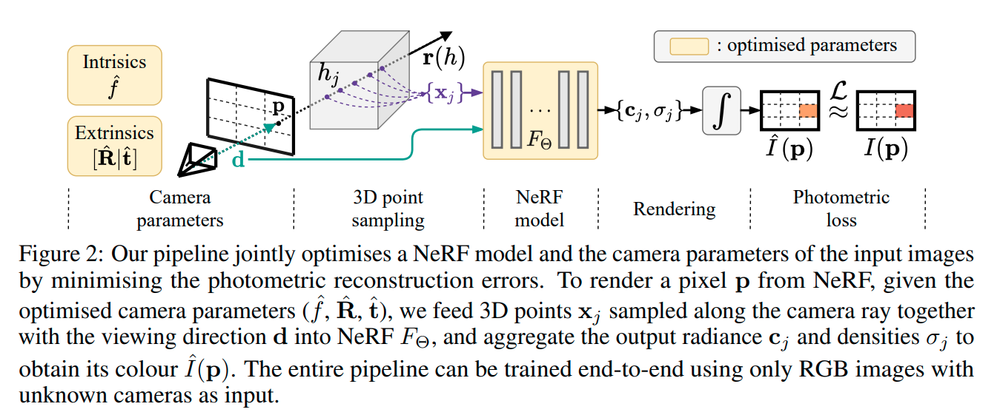 Intrisics
f̂
Extrinsics
[R̂|t̂]
p
d
h_j
r(h)
{x_j}
...
F_Θ
{c_j, σ_j}
∫
: optimised parameters
L
≈
Î(p)
I(p)
Camera
parameters
3D point
sampling
NeRF
model
Rendering
Photometric
loss
Figure 2: Our pipeline jointly optimises a NeRF model and the camera parameters of the input images
by minimising the photometric reconstruction errors. To render a pixel p from NeRF, given the
optimised camera parameters (f̂, R̂, t̂), we feed 3D points x_j sampled along the camera ray together
with the viewing direction d into NeRF F_Θ, and aggregate the output radiance c_j and densities σ_j to
obtain its colour Î(p). The entire pipeline can be trained end-to-end using only RGB images with
unknown cameras as input.